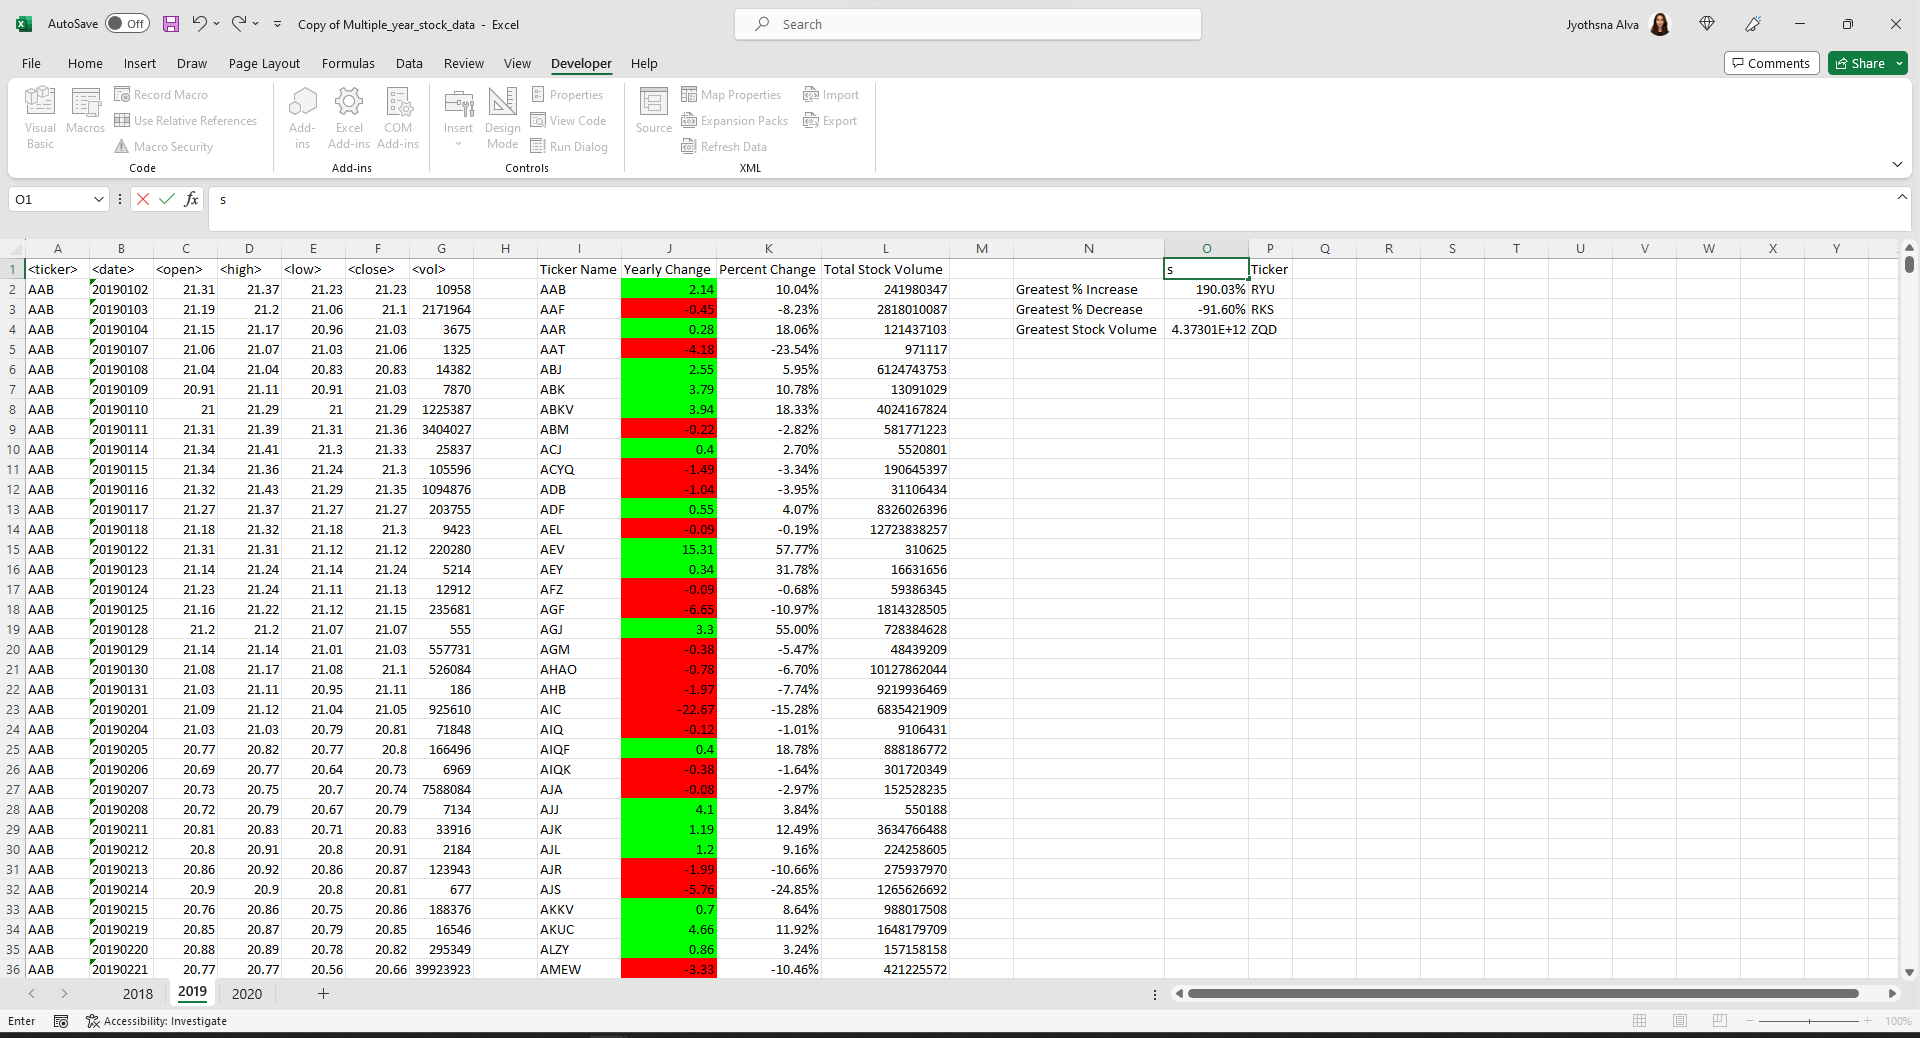 AutoSave Off Copy of Multiple_year_stock_data - Excel Search Jyothsna Alva
File Home Insert Draw Page Layout Formulas Data Review View Developer Help Comments Share
Visual Basic Macros Record Macro Use Relative References Macro Security Code
Add-ins Excel Add-ins COM Add-ins Add-ins
Insert Design Mode Properties View Code Run Dialog Controls
Source Map Properties Expansion Packs Refresh Data Import Export XML
O1 fx s
A B C D E F G H I J K L M N O P Q R S T U V W X Y
1 <ticker> <date> <open> <high> <low> <close> <vol> Ticker Name Yearly Change Percent Change Total Stock Volume s Ticker
2 AAB 20190102 21.31 21.37 21.23 21.23 10958 AAB 2.14 10.04% 241980347 Greatest % Increase 190.03% RYU
3 AAB 20190103 21.19 21.2 21.06 21.1 2171964 AAF -0.45 -8.23% 2818010087 Greatest % Decrease -91.60% RKS
4 AAB 20190104 21.15 21.17 20.96 21.03 3675 AAR 0.28 18.06% 121437103 Greatest Stock Volume 4.37301E+12 ZQD
5 AAB 20190107 21.06 21.07 21.03 21.06 1325 AAT -4.18 -23.54% 971117
6 AAB 20190108 21.04 21.04 20.83 20.83 14382 ABJ 2.55 5.95% 6124743753
7 AAB 20190109 20.91 21.11 20.91 21.03 7870 ABK 3.79 10.78% 13091029
8 AAB 20190110 21 21.29 21 21.29 1225387 ABKV 3.94 18.33% 4024167824
9 AAB 20190111 21.31 21.39 21.31 21.36 3404027 ABM -0.22 -2.82% 581771223
10 AAB 20190114 21.34 21.41 21.3 21.33 25837 ACJ 0.4 2.70% 5520801
11 AAB 20190115 21.34 21.36 21.24 21.3 105596 ACYQ -1.49 -3.34% 190645397
12 AAB 20190116 21.32 21.43 21.29 21.35 1094876 ADB -1.04 -3.95% 31106434
13 AAB 20190117 21.27 21.37 21.27 21.27 203755 ADF 0.55 4.07% 8326026396
14 AAB 20190118 21.18 21.32 21.18 21.3 9423 AEL -0.09 -0.19% 12723838257
15 AAB 20190122 21.31 21.31 21.12 21.12 220280 AEV 15.31 57.77% 310625
16 AAB 20190123 21.14 21.24 21.14 21.24 5214 AEY 0.34 31.78% 16631656
17 AAB 20190124 21.23 21.24 21.11 21.13 12912 AFZ -0.09 -0.68% 59386345
18 AAB 20190125 21.16 21.22 21.12 21.15 235681 AGF -6.65 -10.97% 1814328505
19 AAB 20190128 21.2 21.2 21.07 21.07 555 AGJ 3.3 55.00% 728384628
20 AAB 20190129 21.14 21.14 21.01 21.03 557731 AGM -0.38 -5.47% 48439209
21 AAB 20190130 21.08 21.17 21.08 21.1 526084 AHAO -0.78 -6.70% 10127862044
22 AAB 20190131 21.03 21.11 20.95 21.11 186 AHB -1.97 -7.74% 9219936469
23 AAB 20190201 21.09 21.12 21.04 21.05 925610 AIC -22.67 -15.28% 6835421909
24 AAB 20190204 21.03 21.03 20.79 20.81 71848 AIQ -0.12 -1.01% 9106431
25 AAB 20190205 20.77 20.82 20.77 20.8 166496 AIQF 0.4 18.78% 888186772
26 AAB 20190206 20.69 20.77 20.64 20.73 6969 AIQK -0.38 -1.64% 301720349
27 AAB 20190207 20.73 20.75 20.7 20.74 7588084 AJA -0.08 -2.97% 152528235
28 AAB 20190208 20.72 20.79 20.67 20.79 7134 AJJ 4.1 3.84% 550188
29 AAB 20190211 20.81 20.83 20.71 20.83 33916 AJK 1.19 12.49% 3634766488
30 AAB 20190212 20.8 20.91 20.8 20.91 2184 AJL 1.2 9.16% 224258605
31 AAB 20190213 20.86 20.92 20.86 20.87 123943 AJR -1.99 -10.66% 275937970
32 AAB 20190214 20.9 20.9 20.8 20.81 677 AJS -5.76 -24.85% 1265626692
33 AAB 20190215 20.76 20.86 20.75 20.86 188376 AKKV 0.7 8.64% 988017508
34 AAB 20190219 20.85 20.87 20.79 20.85 16546 AKUC 4.66 11.92% 1648179709
35 AAB 20190220 20.88 20.89 20.78 20.82 295349 ALZY 0.86 3.24% 157158158
36 AAB 20190221 20.77 20.77 20.56 20.66 39923923 AMEW -3.33 -10.46% 421225572
2018 2019 2020
Enter Accessibility: Investigate 100%